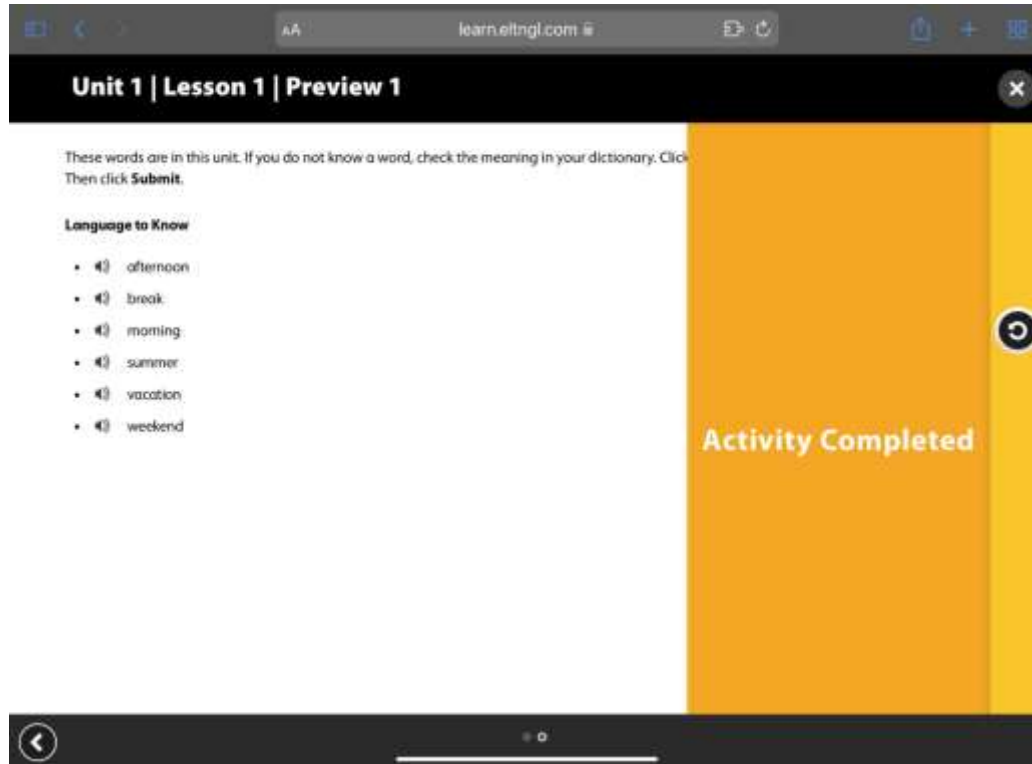 AA
learn.eltngl.com
Unit 1 | Lesson 1 | Preview 1
These words are in this unit. If you do not know a word, check the meaning in your dictionary. Click
Then click Submit.
Language to Know
• afternoon
• break
• morning
• summer
• vacation
• weekend
Activity Completed